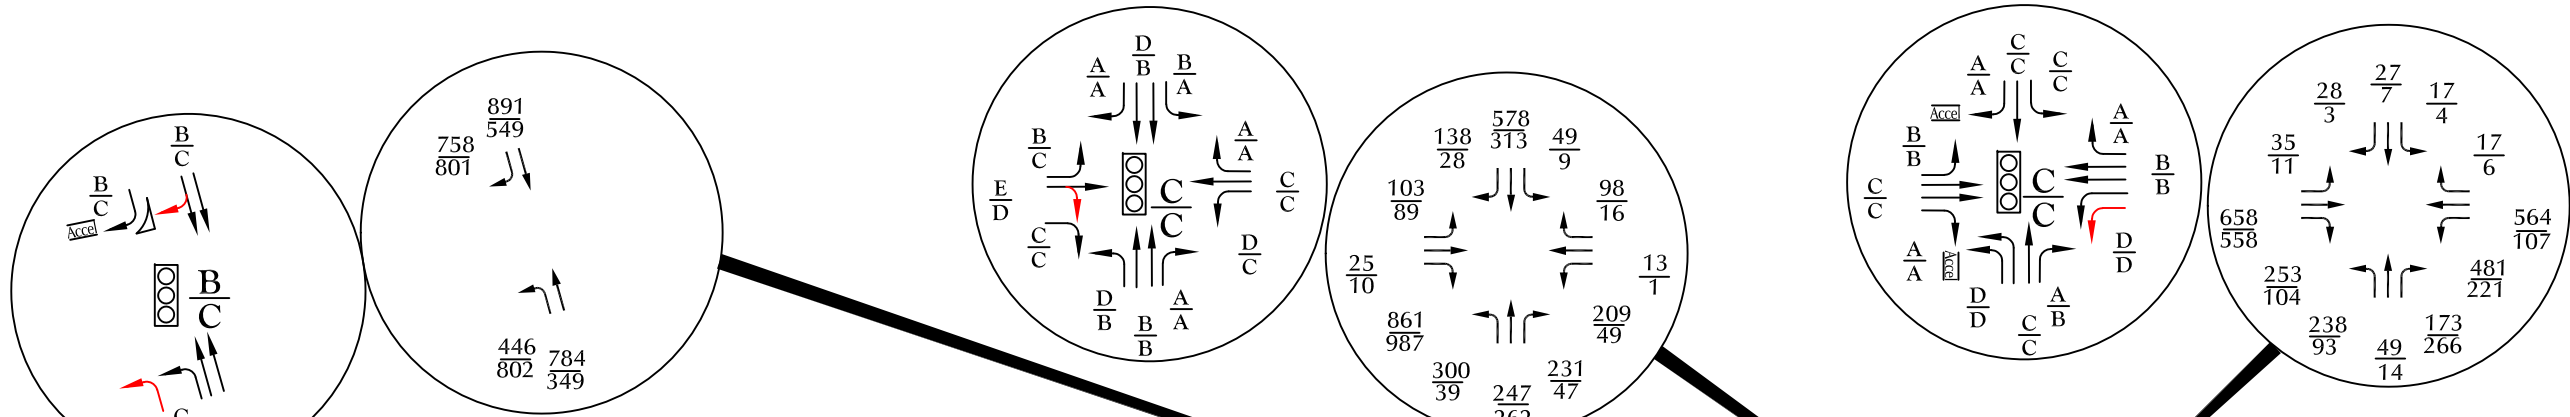 B
C
B
C
Acce
B
C
C
891
549
758
801
446
802
784
349
D
B
A
A
B
A
B
C
A
A
E
D
C
C
C
C
C
C
D
C
D
B
B
B
A
A
578
313
138
28
49
9
103
89
98
16
25
10
13
1
861
987
209
49
300
39
247
231
47
C
C
A
A
C
C
Acce
B
B
A
A
C
C
B
B
C
C
A
A
Acce
D
D
D
D
C
C
A
B
27
7
28
3
17
4
35
11
17
6
658
558
564
107
253
104
481
221
238
93
49
14
173
266